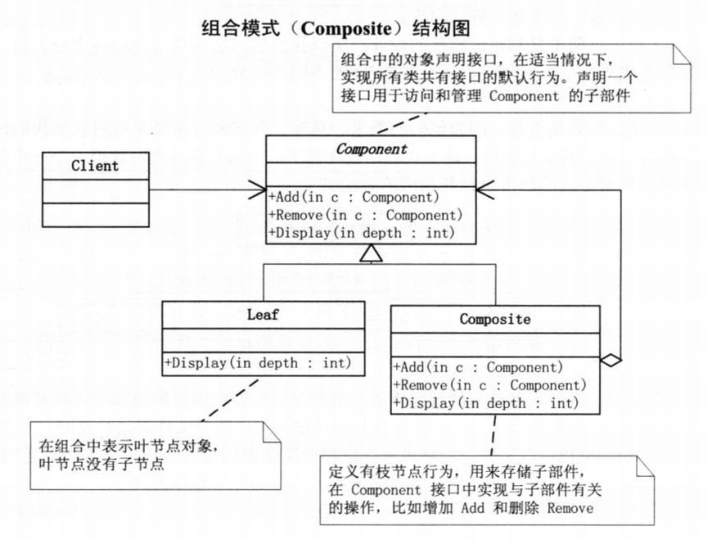 组合模式（Composite）结构图
组合中的对象声明接口，在适当情况下，
实现所有类共有接口的默认行为。声明一个
接口用于访问和管理 Component 的子部件
Client
Component
+Add(in c : Component)
+Remove(in c : Component)
+Display(in depth : int)
Leaf
+Display(in depth : int)
Composite
+Add(in c : Component)
+Remove(in c : Component)
+Display(in depth : int)
在组合中表示叶节点对象，
叶节点没有子节点
定义有枝节点行为，用来存储子部件，
在 Component 接口中实现与子部件有关
的操作，比如增加 Add 和删除 Remove